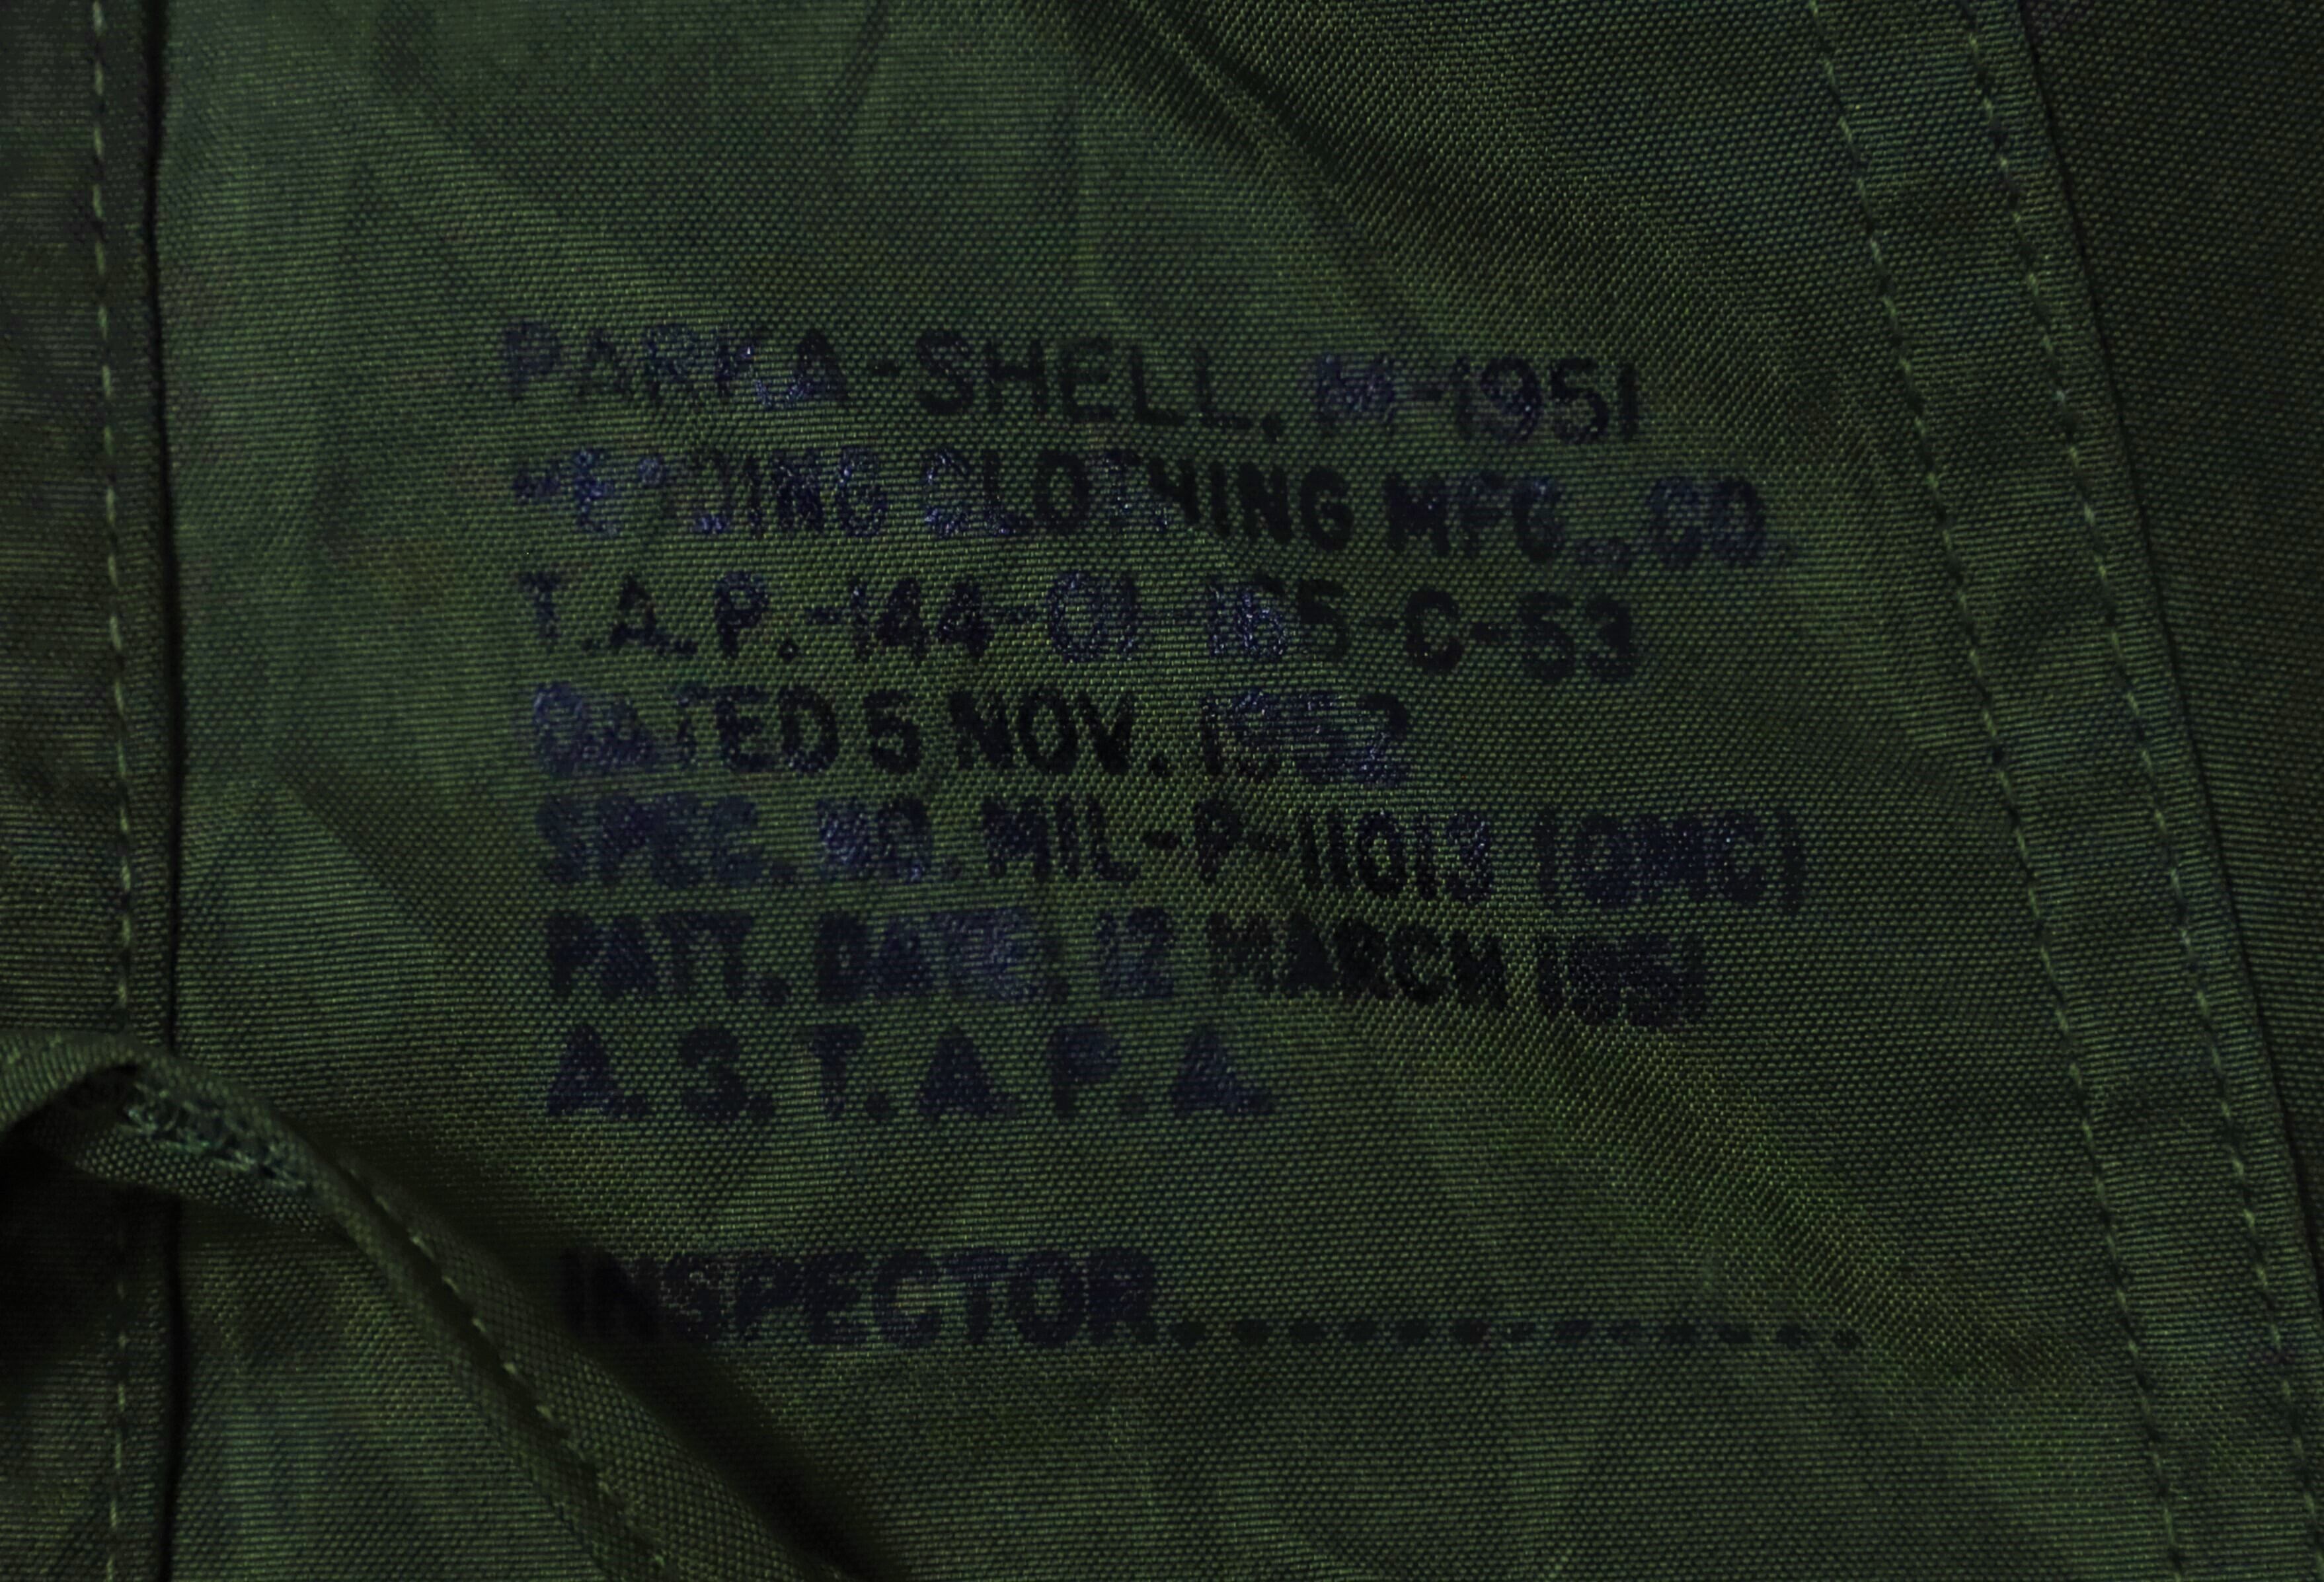 PARKA-SHELL, M-1951
CLOTHING MFG. CO.
T.A.P.-144-01-165-C-53
DATED 5 NOV. 1952
SPEC. NO. MIL-P-11013 (QMC)
PATT. DATE, 12 MARCH 1951
A.S.T.A.P.A.
INSPECTOR.............